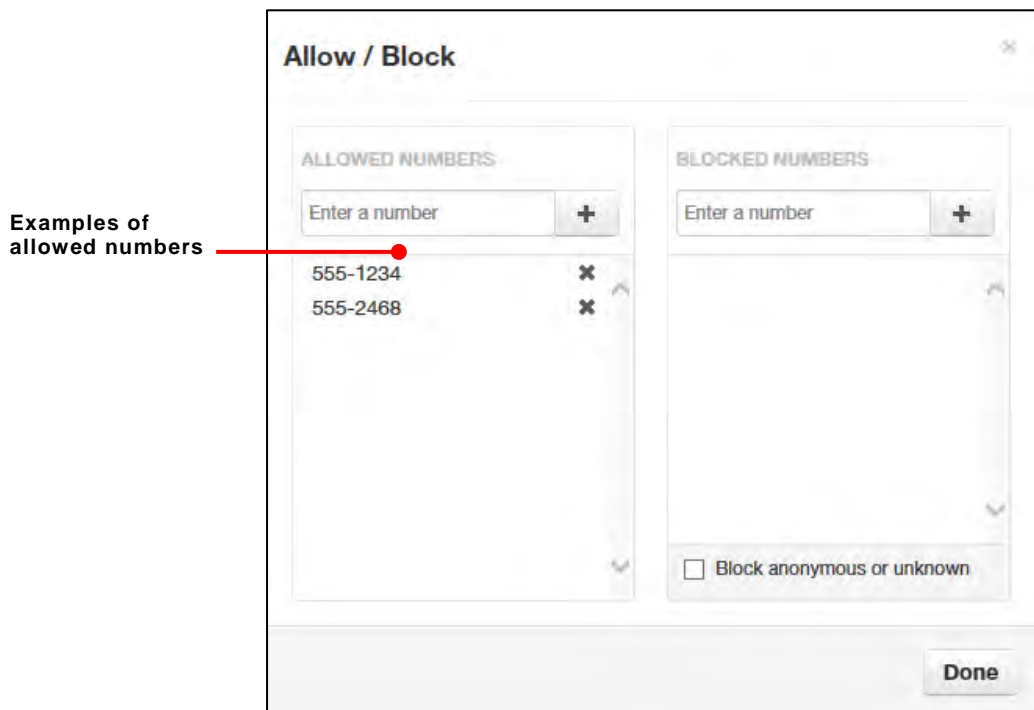 Allow / Block
ALLOWED NUMBERS
Enter a number
555-1234
555-2468
BLOCKED NUMBERS
Enter a number
Block anonymous or unknown
Done
Examples of
allowed numbers